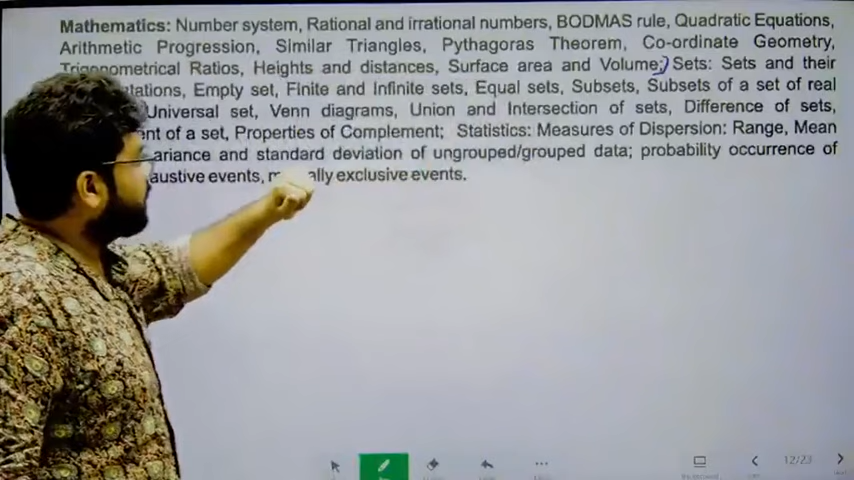 Mathematics: Number system, Rational and irrational numbers, BODMAS rule, Quadratic Equations,
Arithmetic Progression, Similar Triangles, Pythagoras Theorem, Co-ordinate Geometry,
Trigonometrical Ratios, Heights and distances, Surface area and Volume; Sets: Sets and their
Empty set, Finite and Infinite sets, Equal sets, Subsets, Subsets of a set of real
Universal set, Venn diagrams, Union and Intersection of sets, Difference of sets,
of a set, Properties of Complement; Statistics: Measures of Dispersion: Range, Mean
and standard deviation of ungrouped/grouped data; probability occurrence of
events, exclusive events.
12/23